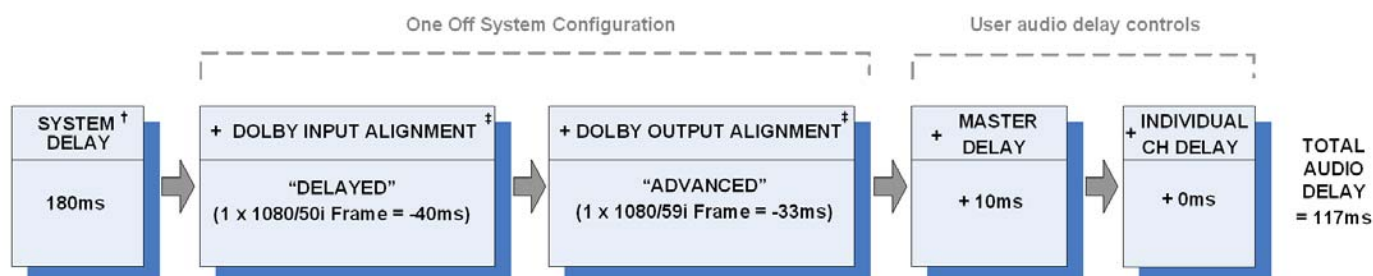 One Off System Configuration
User audio delay controls
SYSTEM †
DELAY
180ms
+ DOLBY INPUT ALIGNMENT ‡
“DELAYED”
(1 x 1080/50i Frame = -40ms)
+ DOLBY OUTPUT ALIGNMENT ‡
“ADVANCED”
(1 x 1080/59i Frame = -33ms)
+ MASTER
DELAY
+ 10ms
+ INDIVIDUAL
CH DELAY
+ 0ms
TOTAL
AUDIO
DELAY
= 117ms